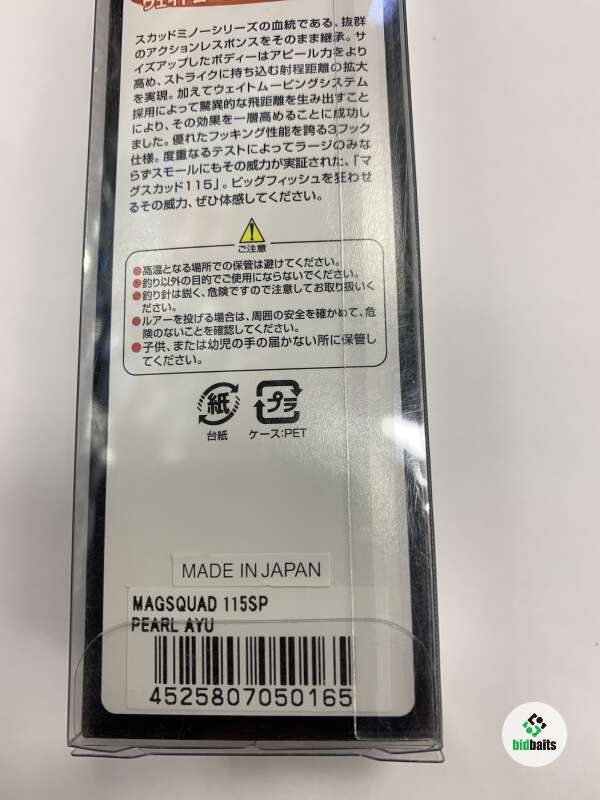 スカッドミノーシリーズの血統である、抜群
のアクションレスポンスをそのまま継承。サ
イズアップしたボディーはアピール力をより
高め、ストライクに持ち込む射程距離の拡大
を実現。加えてウェイトムービングシステム
採用によって驚異的な飛距離を生み出すこと
により、その効果を一層高めることに成功し
ました。優れたフッキング性能を誇る3フック
仕様。度重なるテストによってラージのみな
らずスモールにもその威力が実証された、「マ
グスカッド115」。ビッグフィッシュを狂わせ
るその威力、ぜひ体感してください。
ご注意
●高温となる場所での保管は避けてください。
●釣り以外の目的でご使用にならないでください。
●釣り針は鋭く、危険ですので注意してお取り扱いく
ださい。
●ルアーを投げる場合は、周囲の安全を確かめて、危
険のないことを確認してください。
●子供、または幼児の手の届かない所に保管し
てください。
紙 プラ
台紙 ケース:PET
MADE IN JAPAN
MAGSQUAD 115SP
PEARL AYU
4525807050165
bidbaits